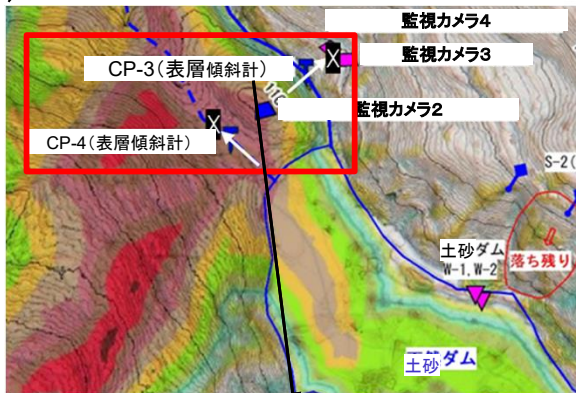 監視カメラ4
監視カメラ3
CP-3(表層傾斜計)
監視カメラ2
CP-4(表層傾斜計)
S-2(
土砂ダム
W-1,W-2
落ち残り
土砂ダム